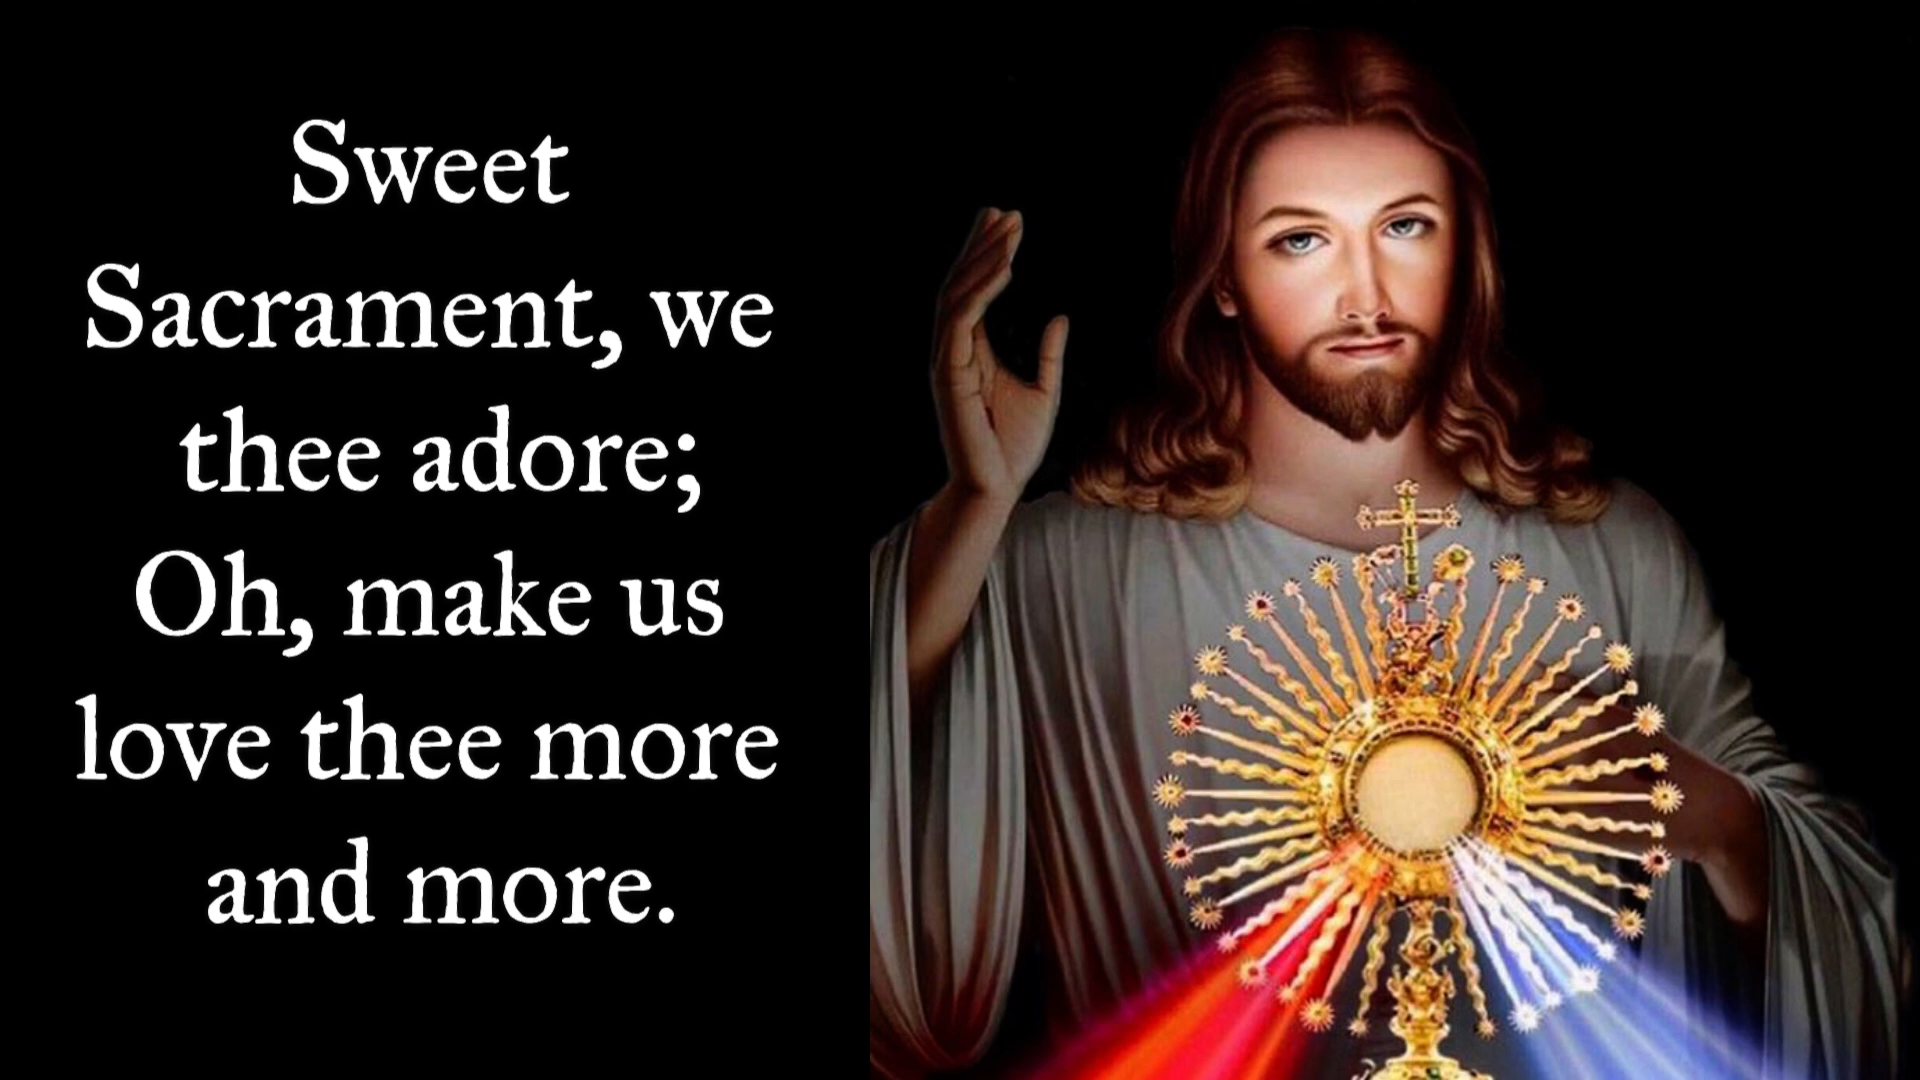 Sweet
Sacrament, we
thee adore;
Oh, make us
love thee more
and more.